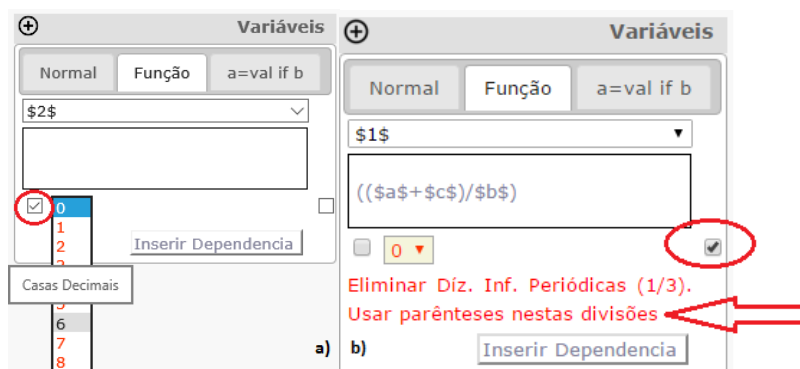 Variáveis
Normal Função a=val if b
$2$
0
1
2
6
7
8
Casas Decimais
Inserir Dependencia
a)
Variáveis
Normal Função a=val if b
$1$
(($a$+$c$)/$b$)
0
Eliminar Díz. Inf. Periódicas (1/3).
Usar parênteses nestas divisões
b) Inserir Dependencia